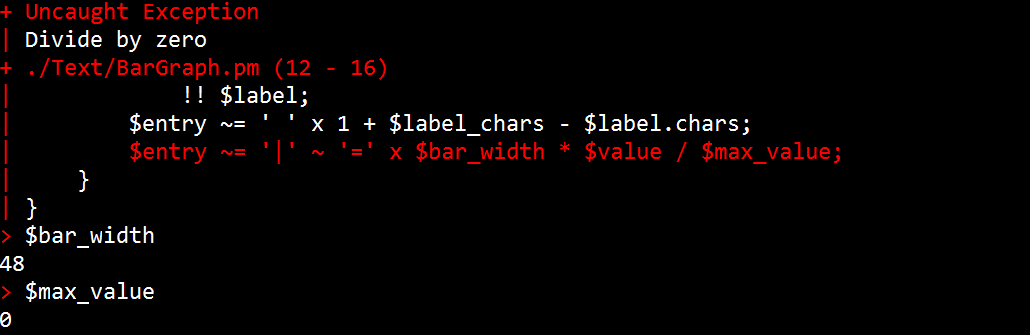 + Uncaught Exception
| Divide by zero
+ ./Text/BarGraph.pm (12 - 16)
|             !! $label;
|         $entry ~= ' ' x 1 + $label_chars - $label.chars;
|         $entry ~= '|' ~ '=' x $bar_width * $value / $max_value;
|     }
| }
> $bar_width
48
> $max_value
0